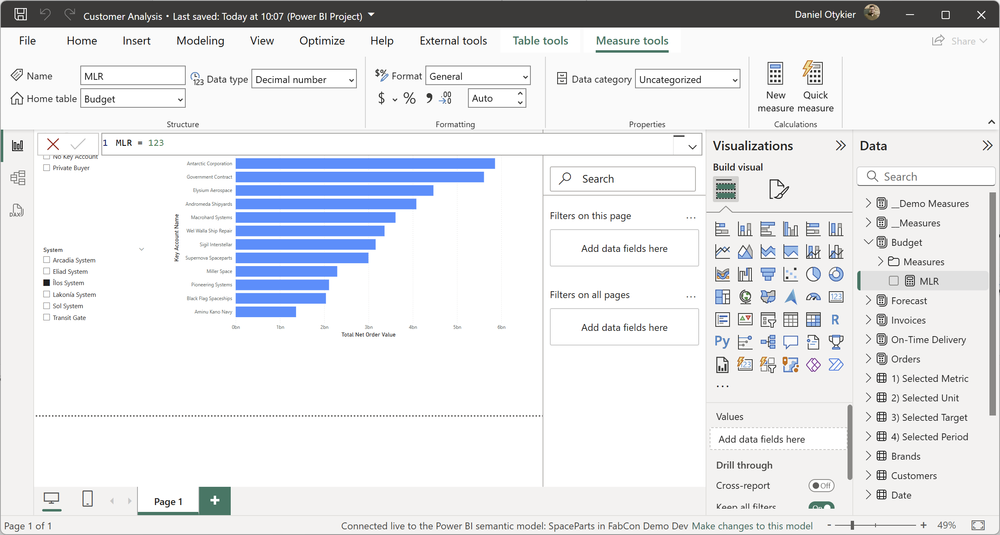 Customer Analysis • Last saved: Today at 10:07 (Power BI Project)
Daniel Otykier
File Home Insert Modeling View Optimize Help External tools Table tools Measure tools
Share
Name MLR
Data type Decimal number
Home table Budget
Structure
$% Format General
$ % , .00 .0 Auto
Formatting
Data category Uncategorized
Properties
New measure
Quick measure
Calculations
1 MLR = 123
DAX
No Key Account
Private Buyer
System
Arcadia System
Eliad System
Îlos System
Lakonía System
Sol System
Transit Gate
Key Account Name
Antarctic Corporation
Government Contract
Elysium Aerospace
Andromeda Shipyards
Macrohard Systems
Wel Walla Ship Repair
Sigil Interstellar
Supernova Spaceparts
Miller Space
Pioneering Systems
Black Flag Spaceships
Aminu Kano Navy
0bn 1bn 2bn 3bn 4bn 5bn 6bn
Total Net Order Value
Search
Filters on this page ...
Add data fields here
Filters on all pages ...
Add data fields here
Visualizations
Build visual
123
R
Py
123
...
Values
Add data fields here
Drill through
Cross-report Off
Keep all filters On
Data
Search
__Demo Measures
__Measures
Budget
Measures
MLR
Forecast
Invoices
On-Time Delivery
Orders
1) Selected Metric
2) Selected Unit
3) Selected Target
4) Selected Period
Brands
Customers
Date
Page 1 +
Page 1 of 1
Connected live to the Power BI semantic model: SpaceParts in FabCon Demo Dev Make changes to this model
- + 49%